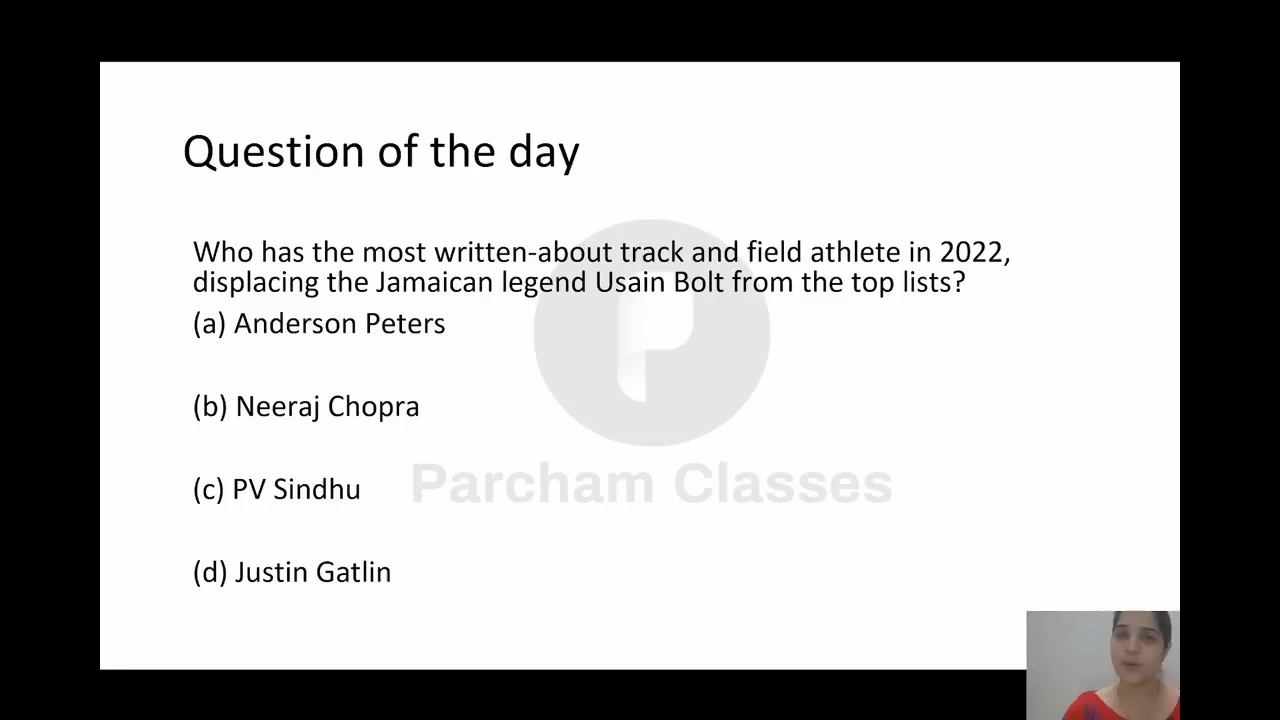 Question of the day
Who has the most written-about track and field athlete in 2022,
displacing the Jamaican legend Usain Bolt from the top lists?
(a) Anderson Peters
(b) Neeraj Chopra
(c) PV Sindhu
Parcham Classes
(d) Justin Gatlin